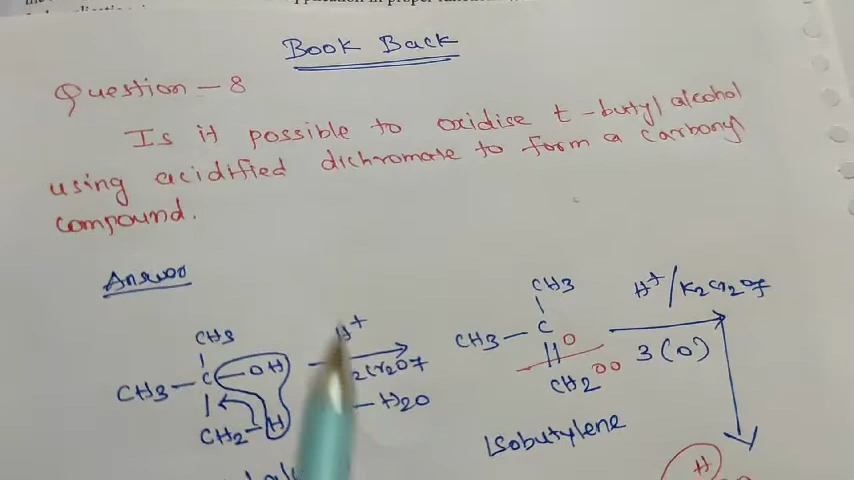 Book Back
Question - 8
Is it possible to oxidise t-butyl alcohol
using acidified dichromate to form a carbonyl
compound.
Answer
CH3
CH3 - C - OH
CH2 - H
H+
K2Cr2O7
- H2O
CH3
CH3 - C
|| O
CH2 OO
Isobutylene
H+/K2Cr2O7
3(O)
H